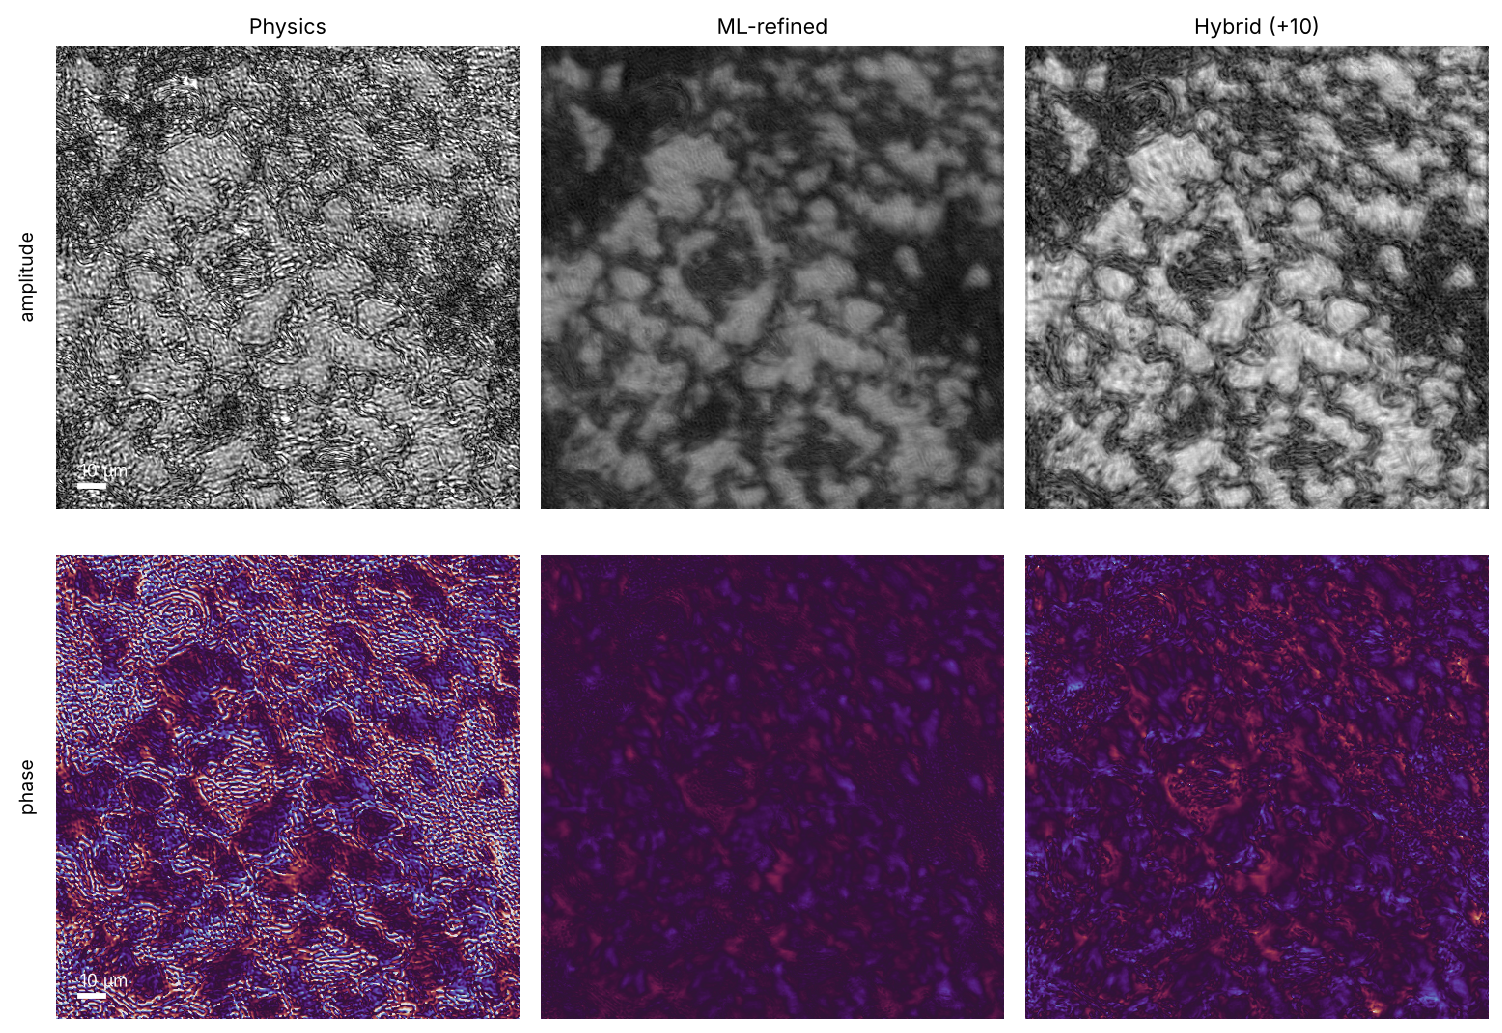 Physics
ML-refined
Hybrid (+10)
amplitude
10 µm
phase
10 µm